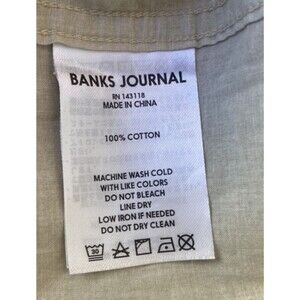 BANKS JOURNAL
RN 143118
MADE IN CHINA
100% COTTON
MACHINE WASH COLD
WITH LIKE COLORS
DO NOT BLEACH
LINE DRY
LOW IRON IF NEEDED
DO NOT DRY CLEAN
30